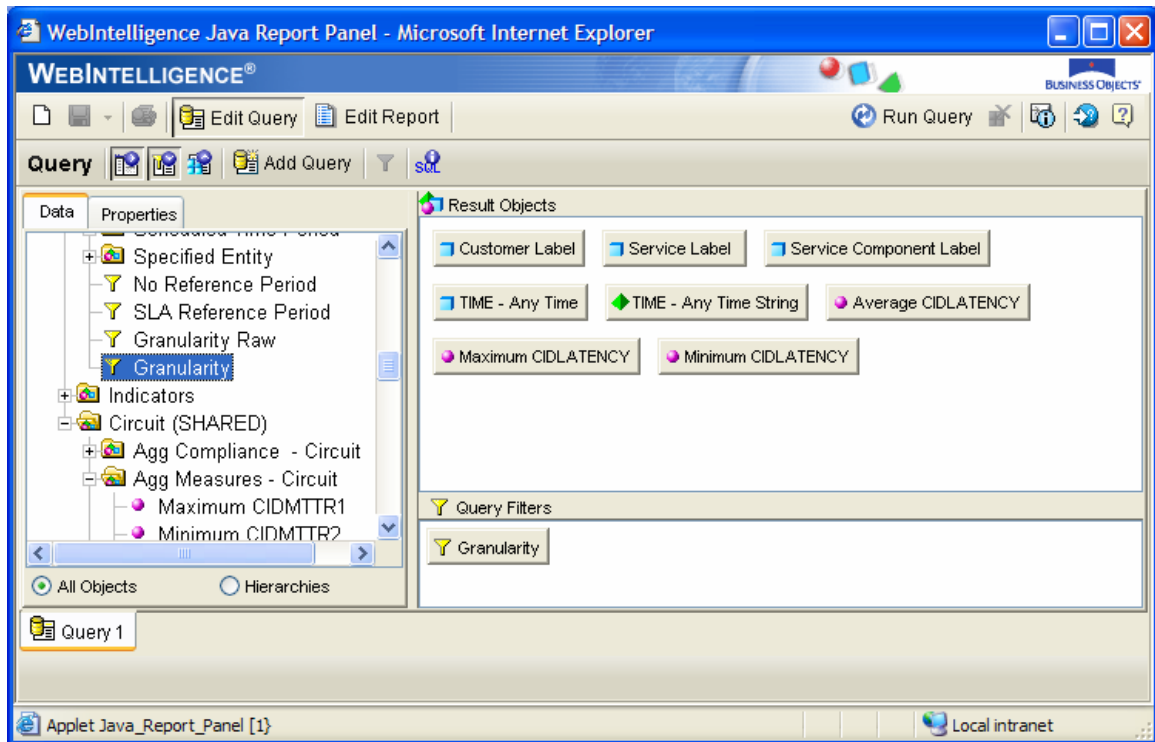 WebIntelligence Java Report Panel - Microsoft Internet Explorer
WEBINTELLIGENCE®
BUSINESS OBJECTS
Edit Query Edit Report Run Query
Query Add Query SQL
Data Properties
Specified Entity
No Reference Period
SLA Reference Period
Granularity Raw
Granularity
Indicators
Circuit (SHARED)
Agg Compliance - Circuit
Agg Measures - Circuit
Maximum CIDMTTR1
Minimum CIDMTTR2
All Objects Hierarchies
Result Objects
Customer Label Service Label Service Component Label
TIME - Any Time TIME - Any Time String Average CIDLATENCY
Maximum CIDLATENCY Minimum CIDLATENCY
Query Filters
Granularity
Query 1
Applet Java_Report_Panel [1} Local intranet